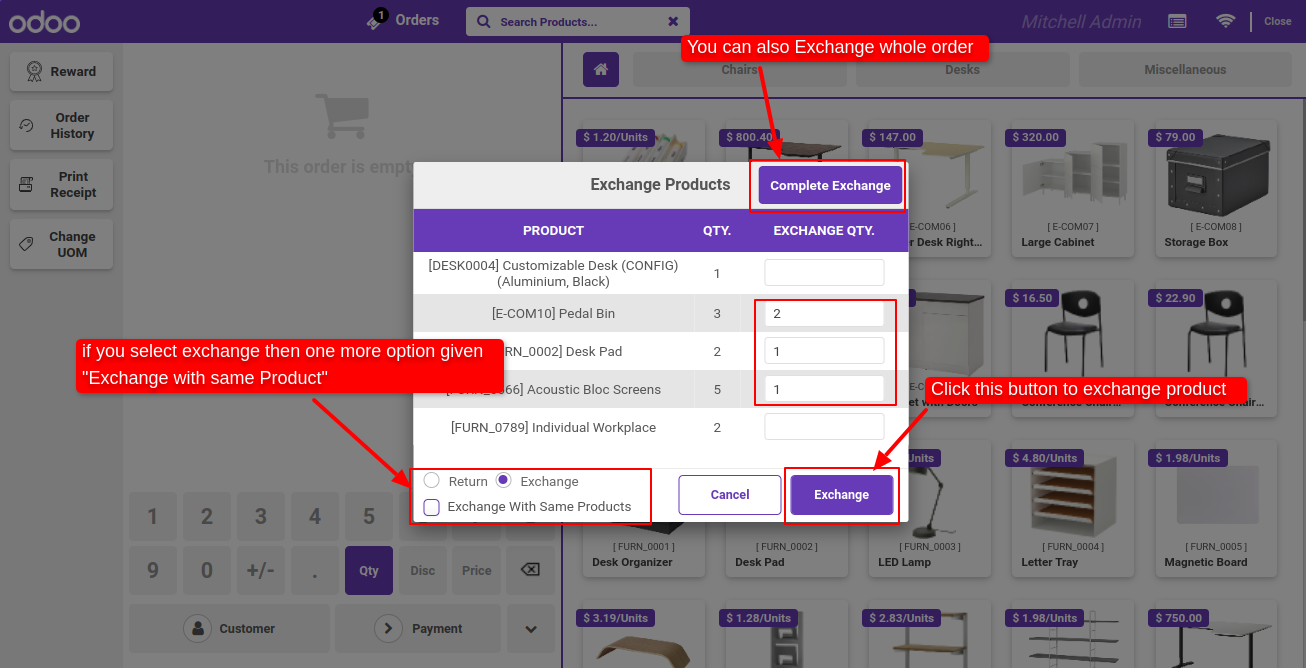 odoo
1
Orders
Search Products...
Mitchell Admin
Close
You can also Exchange whole order
Reward
Order
History
Print
Receipt
Change
UOM
Chairs
Desks
Miscellaneous
This order is empt
$ 1.20/Units
$ 800.40
$ 147.00
$ 320.00
$ 79.00
[ E-COM07 ]
[ E-COM08 ]
-COM06 ]
r Desk Right...
Large Cabinet
Storage Box
Exchange Products
Complete Exchange
PRODUCT
QTY.
EXCHANGE QTY.
[DESK0004] Customizable Desk (CONFIG)
(Aluminium, Black)
1
[E-COM10] Pedal Bin
3
2
RN_0002] Desk Pad
2
1
66] Acoustic Bloc Screens
5
1
[FURN_0789] Individual Workplace
2
if you select exchange then one more option given
"Exchange with same Product"
$ 16.50
$ 22.90
Click this button to exchange product
Return
Exchange
Exchange With Same Products
Cancel
Exchange
Units
$ 4.80/Units
$ 1.98/Units
1
2
3
4
5
9
0
+/-
.
Qty
Disc
Price
Customer
Payment
[ FURN_0001 ]
[ FURN_0002 ]
[ FURN_0003 ]
[ FURN_0004 ]
[ FURN_0005 ]
Desk Organizer
Desk Pad
LED Lamp
Letter Tray
Magnetic Board
$ 3.19/Units
$ 1.28/Units
$ 2.83/Units
$ 1.98/Units
$ 750.00